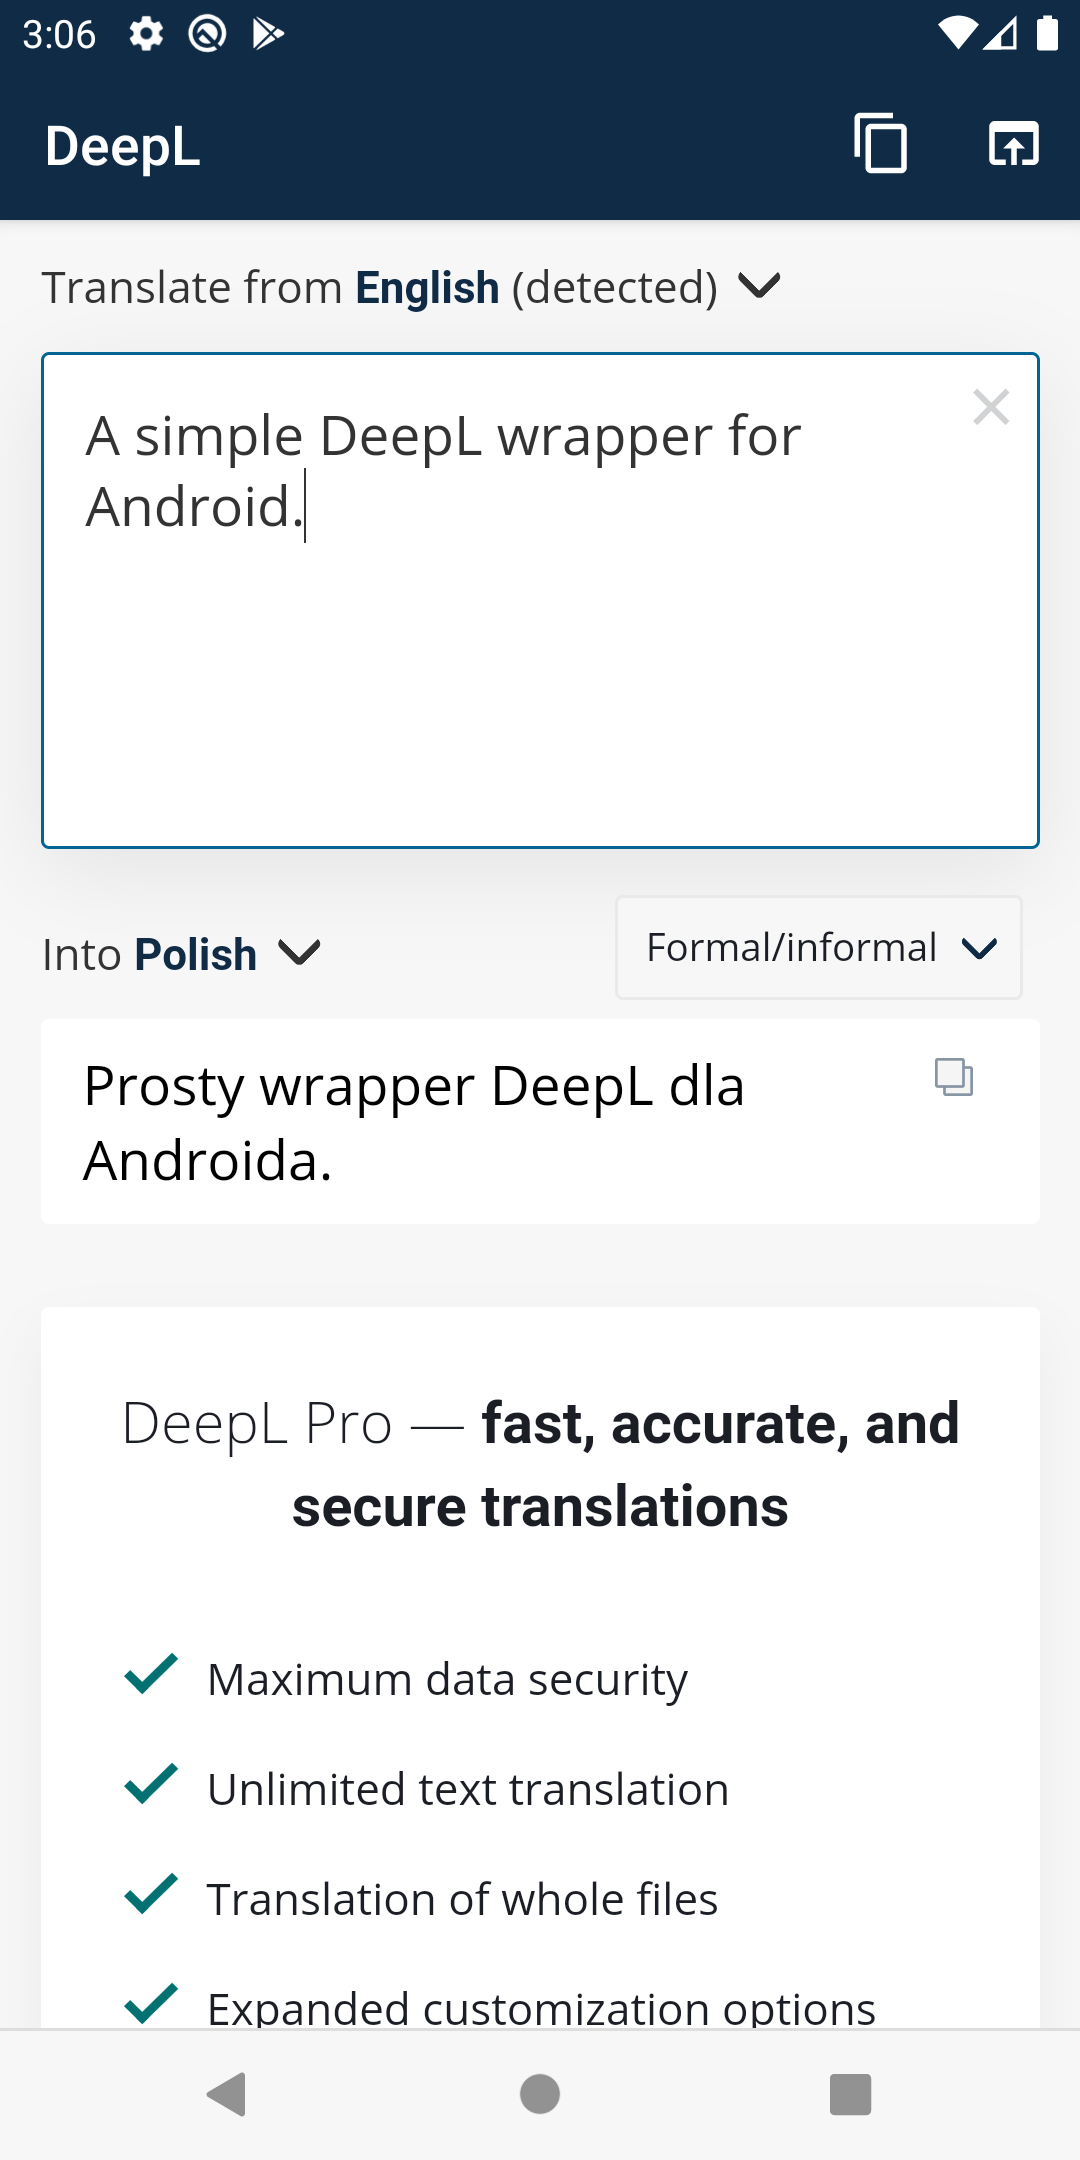 3:06
DeepL
Translate from English (detected)
A simple DeepL wrapper for
Android.
Into Polish
Formal/informal
Prosty wrapper DeepL dla
Androida.
DeepL Pro — fast, accurate, and
secure translations
Maximum data security
Unlimited text translation
Translation of whole files
Expanded customization options